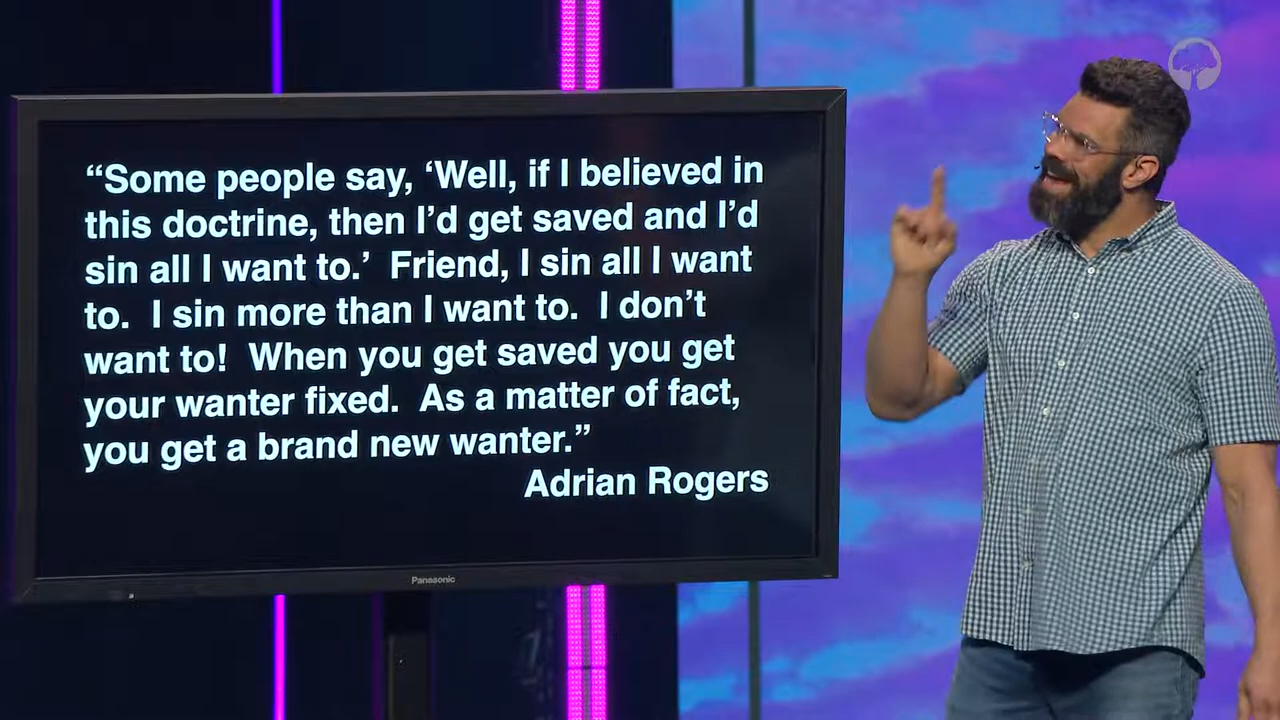 “Some people say, ‘Well, if I believed in
this doctrine, then I’d get saved and I’d
sin all I want to.’  Friend, I sin all I want
to.  I sin more than I want to.  I don’t
want to!  When you get saved you get
your wanter fixed.  As a matter of fact,
you get a brand new wanter.”
Adrian Rogers
Panasonic